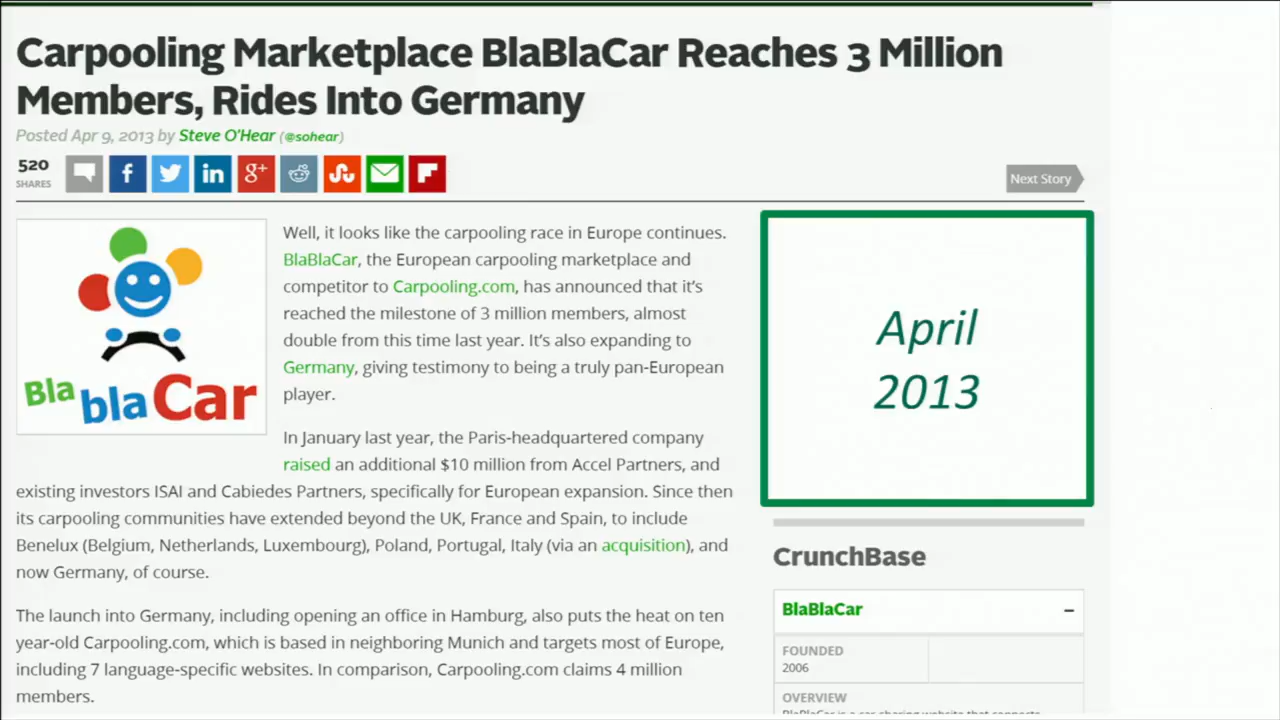 Carpooling Marketplace BlaBlaCar Reaches 3 Million
Members, Rides Into Germany
Posted Apr 9, 2013 by Steve O'Hear (@sohear)
520
SHARES
f
in
g+
Next Story
Bla
bla Car
Well, it looks like the carpooling race in Europe continues.
BlaBlaCar, the European carpooling marketplace and
competitor to Carpooling.com, has announced that it's
reached the milestone of 3 million members, almost
double from this time last year. It's also expanding to
Germany, giving testimony to being a truly pan-European
player.
In January last year, the Paris-headquartered company
raised an additional $10 million from Accel Partners, and
existing investors ISAI and Cabiedes Partners, specifically for European expansion. Since then
its carpooling communities have extended beyond the UK, France and Spain, to include
Benelux (Belgium, Netherlands, Luxembourg), Poland, Portugal, Italy (via an acquisition), and
now Germany, of course.
The launch into Germany, including opening an office in Hamburg, also puts the heat on ten
year-old Carpooling.com, which is based in neighboring Munich and targets most of Europe,
including 7 language-specific websites. In comparison, Carpooling.com claims 4 million
members.
April
2013
CrunchBase
BlaBlaCar –
FOUNDED
2006
OVERVIEW
BlaBlaCar is a car sharing website that connects